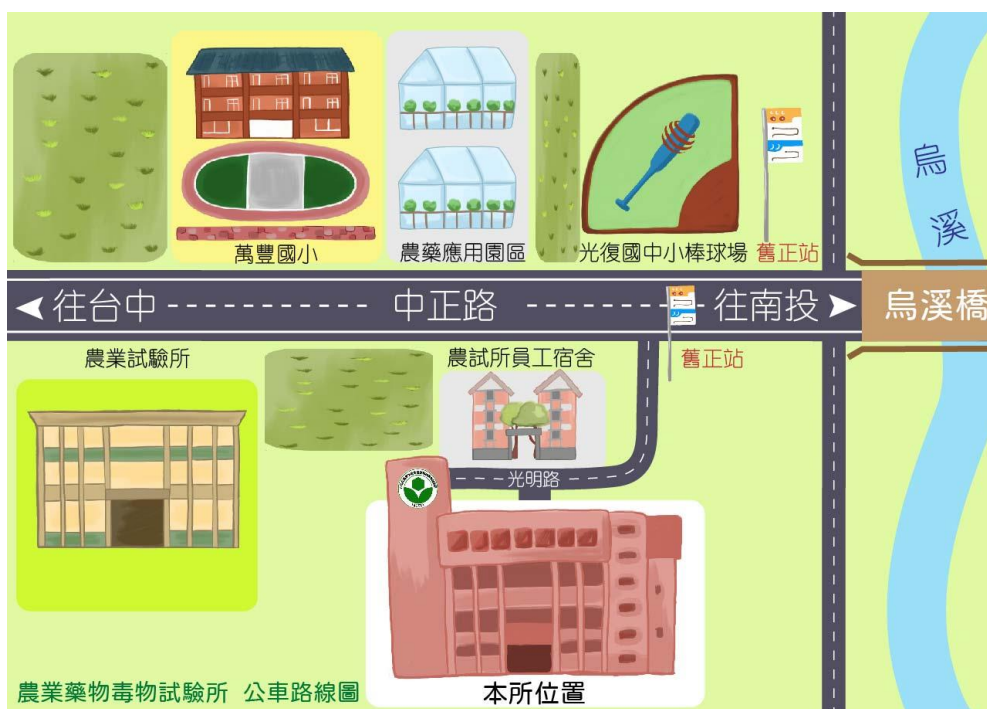 烏溪
萬豐國小
農藥應用園區
光復國中小棒球場
舊正站
往台中
中正路
往南投
烏溪橋
農業試驗所
農試所員工宿舍
舊正站
光明路
農業藥物毒物試驗所 公車路線圖
本所位置